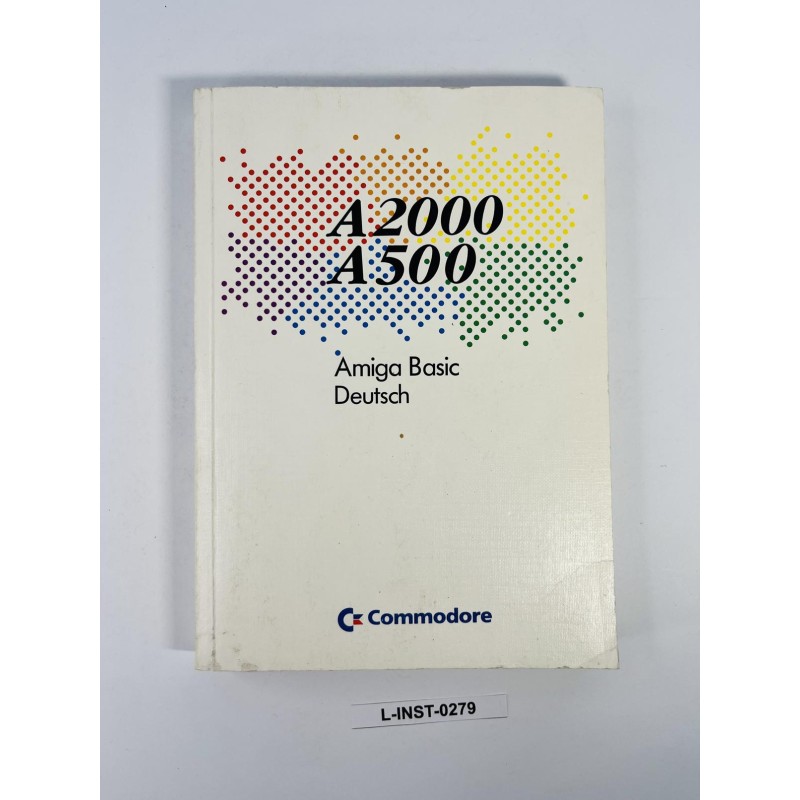 A2000
A500
Amiga Basic
Deutsch
Commodore
L-INST-0279